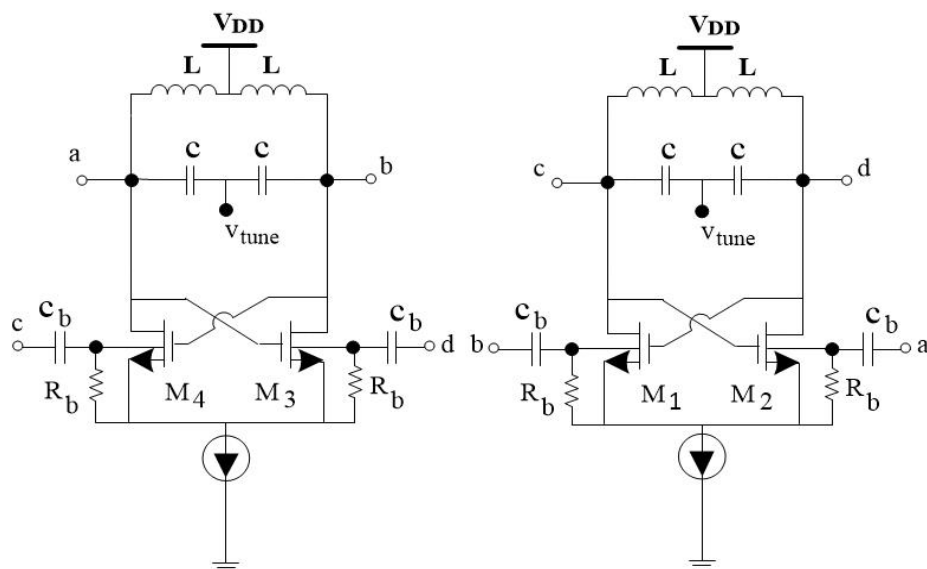 VDD VDD
L L L L
a c c b c c c d
vtune vtune
cb cb cb cb
c d b a
Rb M4 M3 Rb Rb M1 M2 Rb